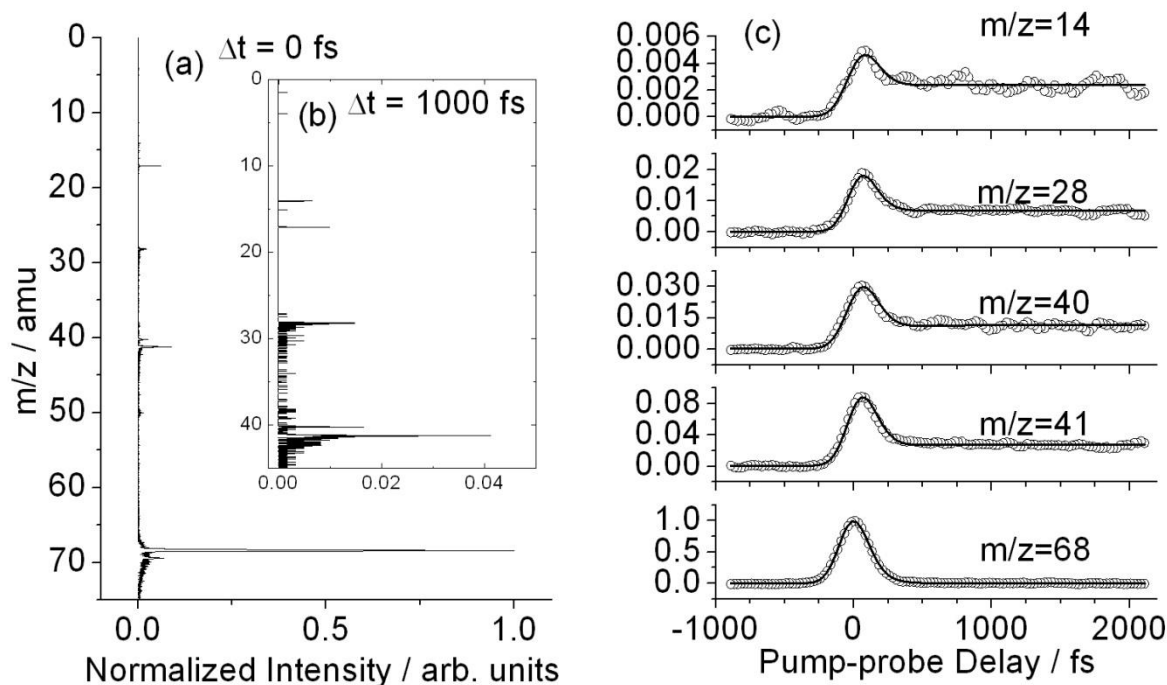 (a) Δt = 0 fs
0
10
20
30
40
50
60
70
m/z / amu
0.0 0.5 1.0
Normalized Intensity / arb. units
(b) Δt = 1000 fs
0
10
20
30
40
0.00 0.02 0.04
(c) m/z=14
0.006
0.004
0.002
0.000
m/z=28
0.02
0.01
0.00
m/z=40
0.030
0.015
0.000
m/z=41
0.08
0.04
0.00
m/z=68
1.0
0.5
0.0
-1000 0 1000 2000
Pump-probe Delay / fs